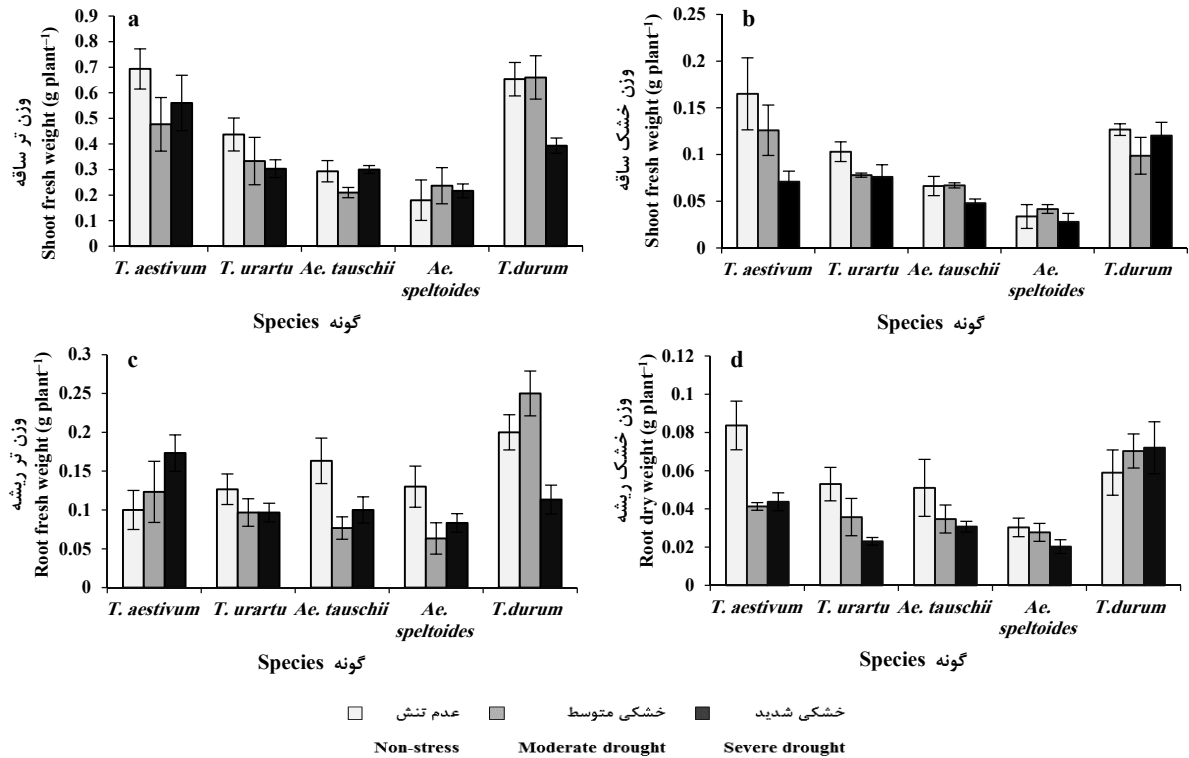 a
وزن تر ساقه
Shoot fresh weight (g plant⁻¹)
0.9
0.8
0.7
0.6
0.5
0.4
0.3
0.2
0.1
0
T. aestivum
T. urartu
Ae. tauschii
Ae.
speltoides
T.durum
Species گونه
b
وزن خشک ساقه
Shoot fresh weight (g plant⁻¹)
0.25
0.2
0.15
0.1
0.05
0
T. aestivum
T. urartu
Ae. tauschii
Ae.
speltoides
T.durum
Species گونه
c
وزن تر ریشه
Root fresh weight (g plant⁻¹)
0.3
0.25
0.2
0.15
0.1
0.05
0
T. aestivum
T. urartu
Ae. tauschii
Ae.
speltoides
T.durum
Species گونه
d
وزن خشک ریشه
Root dry weight (g plant⁻¹)
0.12
0.1
0.08
0.06
0.04
0.02
0
T. aestivum
T. urartu
Ae. tauschii
Ae.
speltoides
T.durum
Species گونه
عدم تنش
خشکی متوسط
خشکی شدید
Non-stress
Moderate drought
Severe drought